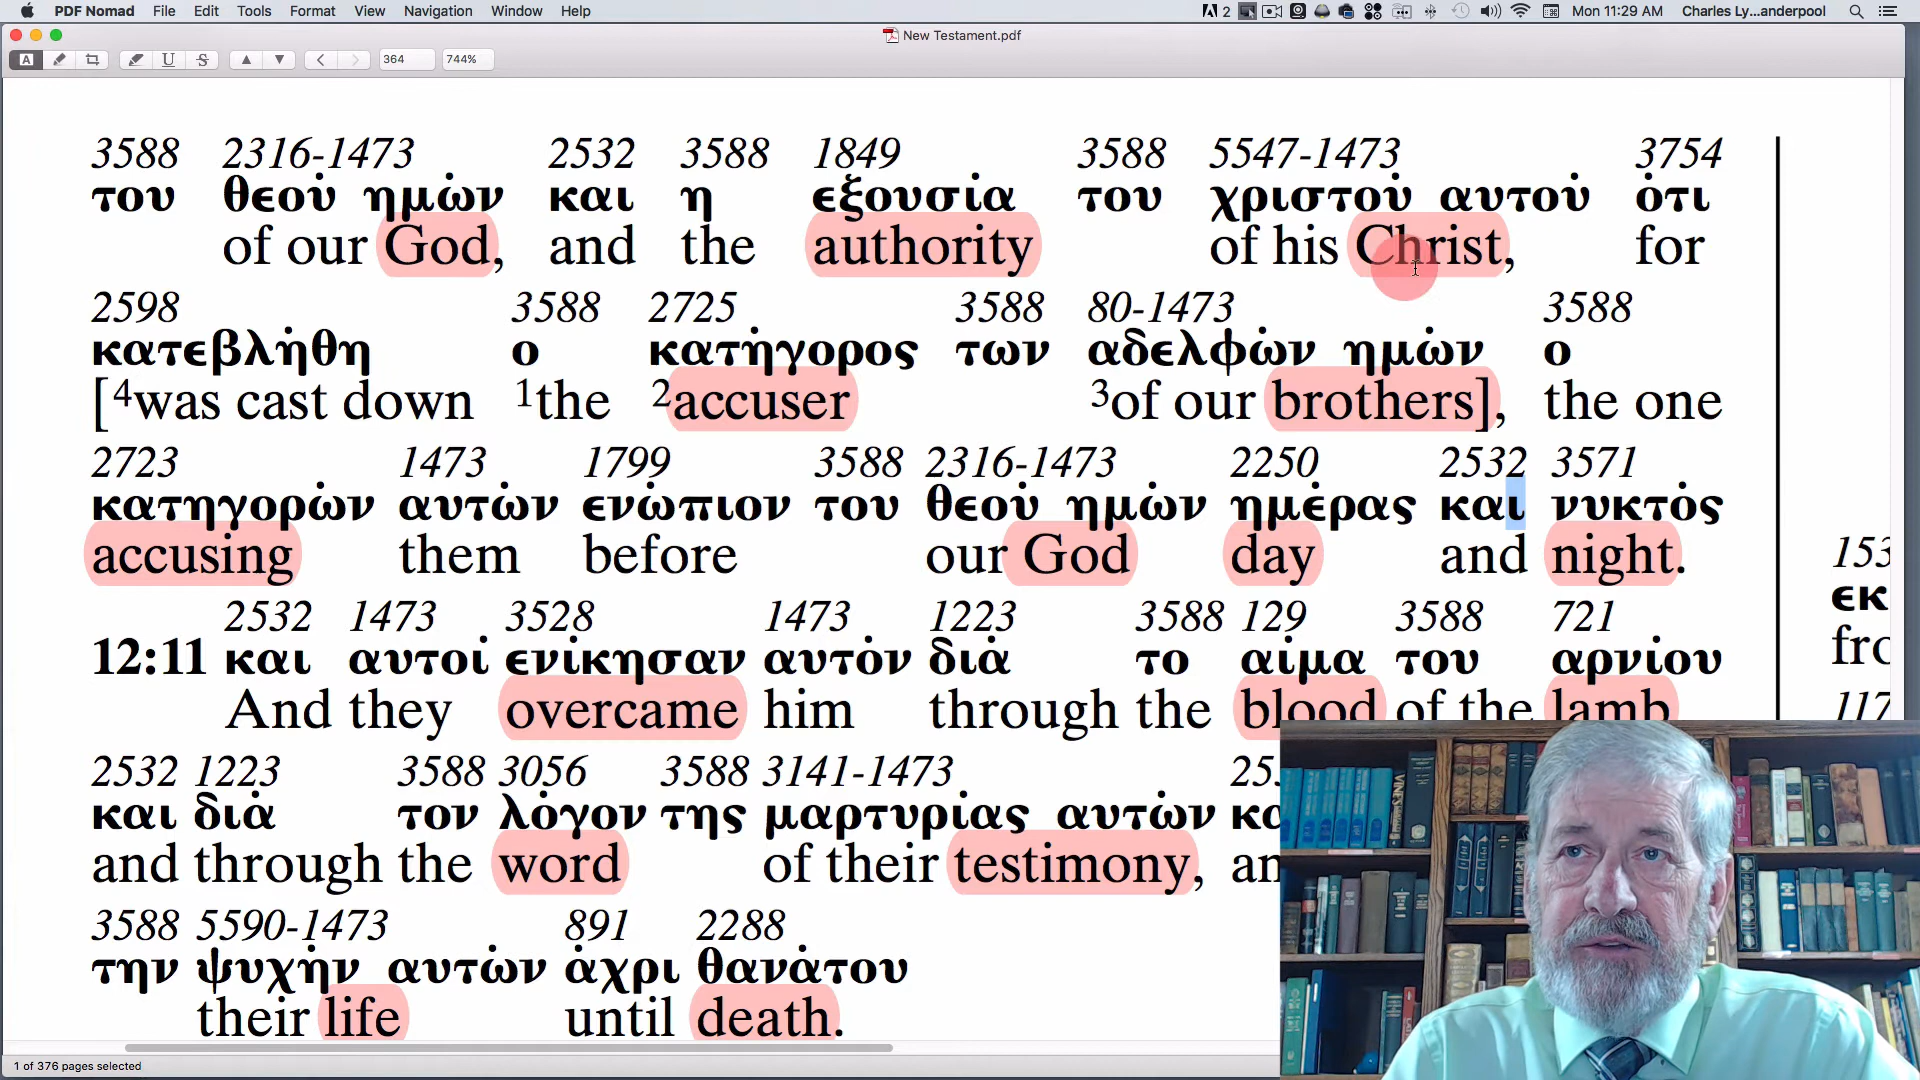 PDF Nomad File Edit Tools Format View Navigation Window Help 2 Mon 11:29 AM Charles Ly...anderpool
New Testament.pdf
A U S 364 744%
3588 2316-1473 2532 3588 1849 3588 5547-1473 3754
του θεού ημών και η εξουσία του χριστού αυτού ότι
of our God, and the authority of his Christ, for
2598 3588 2725 3588 80-1473 3588
κατεβλήθη ο κατήγορος των αδελφών ημών ο
[4was cast down 1the 2accuser 3of our brothers], the one
2723 1473 1799 3588 2316-1473 2250 2532 3571
κατηγορών αυτών ενώπιον του θεού ημών ημέρας και νυκτός
accusing them before our God day and night.
2532 1473 3528 1473 1223 3588 129 3588 721
12:11 και αυτοί ενίκησαν αυτόν διά το αίμα του αρνίου
And they overcame him through the blood of the lamb
2532 1223 3588 3056 3588 3141-1473
και διά τον λόγον της μαρτυρίας αυτών
and through the word of their testimony,
3588 5590-1473 891 2288
την ψυχήν αυτών άχρι θανάτου
their life until death.
1 of 376 pages selected